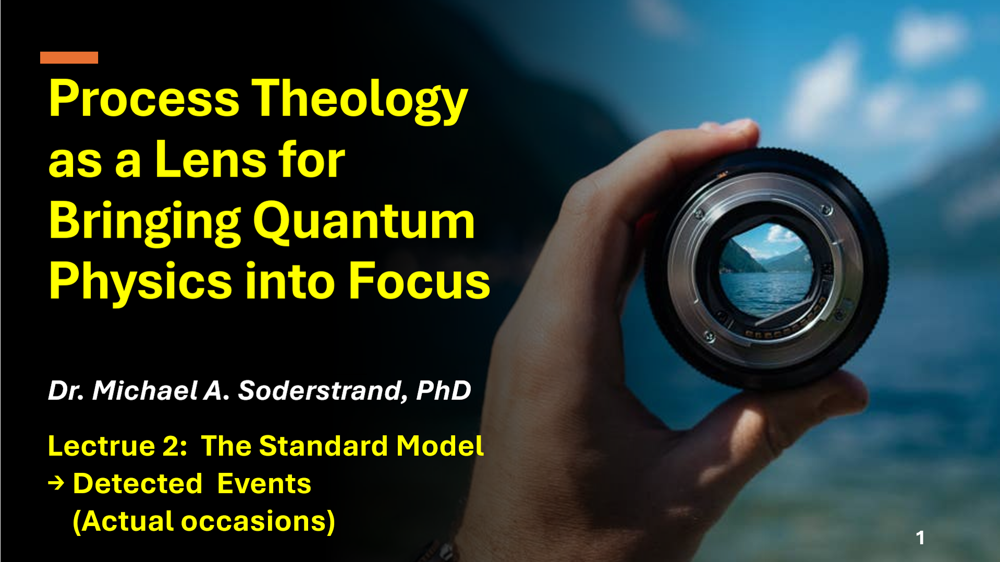 Process Theology
as a Lens for
Bringing Quantum
Physics into Focus
Dr. Michael A. Soderstrand, PhD
Lectrue 2:  The Standard Model
→ Detected  Events
(Actual occasions)
1